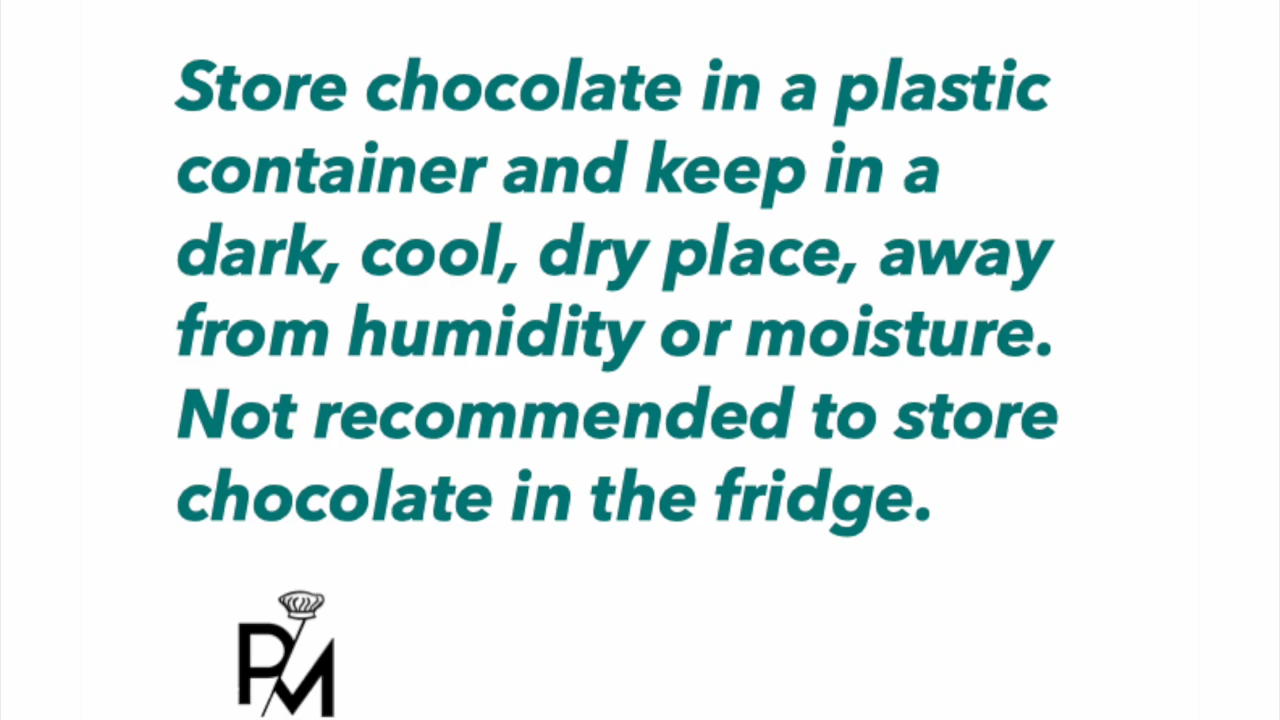 Store chocolate in a plastic
container and keep in a
dark, cool, dry place, away
from humidity or moisture.
Not recommended to store
chocolate in the fridge.
PM